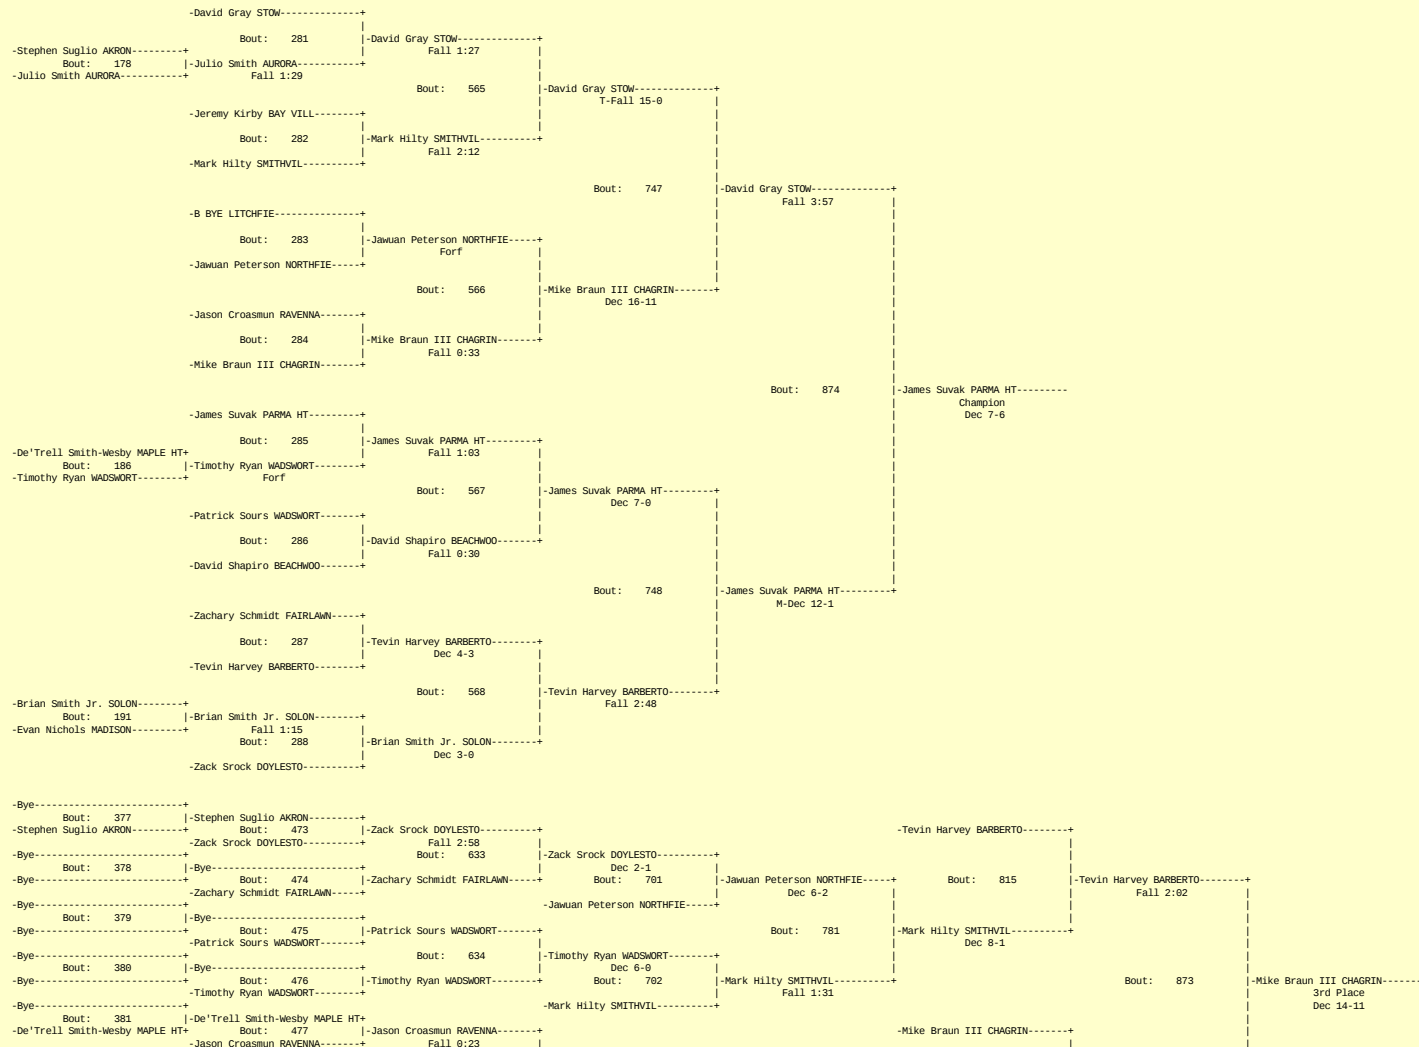 -David Gray STOW--------------+
Bout: 281 |-David Gray STOW--------------+
-Stephen Suglio AKRON---------+ | Fall 1:27 |
Bout: 178 |-Julio Smith AURORA-----------+ |
-Julio Smith AURORA-----------+ Fall 1:29 |
Bout: 565 |-David Gray STOW--------------+
| T-Fall 15-0 |
-Jeremy Kirby BAY VILL--------+ | |
Bout: 282 |-Mark Hilty SMITHVIL----------+ |
| Fall 2:12 |
-Mark Hilty SMITHVIL----------+ |
Bout: 747 |-David Gray STOW--------------+
| Fall 3:57 |
-B BYE LITCHFIE---------------+ | |
Bout: 283 |-Jawuan Peterson NORTHFIE-----+ | |
| Forf | | |
-Jawuan Peterson NORTHFIE-----+ | | |
Bout: 566 |-Mike Braun III CHAGRIN-------+ |
| Dec 16-11 |
-Jason Croasmun RAVENNA-------+ | |
Bout: 284 |-Mike Braun III CHAGRIN-------+ |
| Fall 0:33 |
-Mike Braun III CHAGRIN-------+ |
Bout: 874 |-James Suvak PARMA HT---------
| Champion
-James Suvak PARMA HT---------+ | Dec 7-6
Bout: 285 |-James Suvak PARMA HT---------+ |
-De'Trell Smith-Wesby MAPLE HT+ | Fall 1:03 | |
Bout: 186 |-Timothy Ryan WADSWORT--------+ | |
-Timothy Ryan WADSWORT--------+ Forf | |
Bout: 567 |-James Suvak PARMA HT---------+ |
| Dec 7-0 | |
-Patrick Sours WADSWORT-------+ | | |
Bout: 286 |-David Shapiro BEACHWOO-------+ | |
| Fall 0:30 | |
-David Shapiro BEACHWOO-------+ | |
Bout: 748 |-James Suvak PARMA HT---------+
| M-Dec 12-1
-Zachary Schmidt FAIRLAWN-----+ |
Bout: 287 |-Tevin Harvey BARBERTO--------+ |
| Dec 4-3 | |
-Tevin Harvey BARBERTO--------+ | |
Bout: 568 |-Tevin Harvey BARBERTO--------+
-Brian Smith Jr. SOLON--------+ | Fall 2:48
Bout: 191 |-Brian Smith Jr. SOLON--------+ |
-Evan Nichols MADISON---------+ Fall 1:15 | |
Bout: 288 |-Brian Smith Jr. SOLON--------+
| Dec 3-0
-Zack Srock DOYLESTO----------+
-Bye--------------------------+
Bout: 377 |-Stephen Suglio AKRON---------+
-Stephen Suglio AKRON---------+ Bout: 473 |-Zack Srock DOYLESTO----------+ -Tevin Harvey BARBERTO--------+
-Zack Srock DOYLESTO----------+ Fall 2:58 | |
-Bye--------------------------+ Bout: 633 |-Zack Srock DOYLESTO----------+ |
Bout: 378 |-Bye--------------------------+ | Dec 2-1 | |
-Bye--------------------------+ Bout: 474 |-Zachary Schmidt FAIRLAWN-----+ Bout: 701 |-Jawuan Peterson NORTHFIE-----+ Bout: 815 |-Tevin Harvey BARBERTO--------+
-Zachary Schmidt FAIRLAWN-----+ | Dec 6-2 | | Fall 2:02 |
-Bye--------------------------+ -Jawuan Peterson NORTHFIE-----+ | | |
Bout: 379 |-Bye--------------------------+ | | |
-Bye--------------------------+ Bout: 475 |-Patrick Sours WADSWORT-------+ Bout: 781 |-Mark Hilty SMITHVIL----------+ |
-Patrick Sours WADSWORT-------+ | | Dec 8-1 |
-Bye--------------------------+ Bout: 634 |-Timothy Ryan WADSWORT--------+ | |
Bout: 380 |-Bye--------------------------+ | Dec 6-0 | | |
-Bye--------------------------+ Bout: 476 |-Timothy Ryan WADSWORT--------+ Bout: 702 |-Mark Hilty SMITHVIL----------+ Bout: 873 |-Mike Braun III CHAGRIN-------
-Timothy Ryan WADSWORT--------+ | Fall 1:31 | 3rd Place
-Bye--------------------------+ -Mark Hilty SMITHVIL----------+ | Dec 14-11
Bout: 381 |-De'Trell Smith-Wesby MAPLE HT+ |
-De'Trell Smith-Wesby MAPLE HT+ Bout: 477 |-Jason Croasmun RAVENNA-------+ -Mike Braun III CHAGRIN-------+ |
-Jason Croasmun RAVENNA-------+ Fall 0:23 | | |